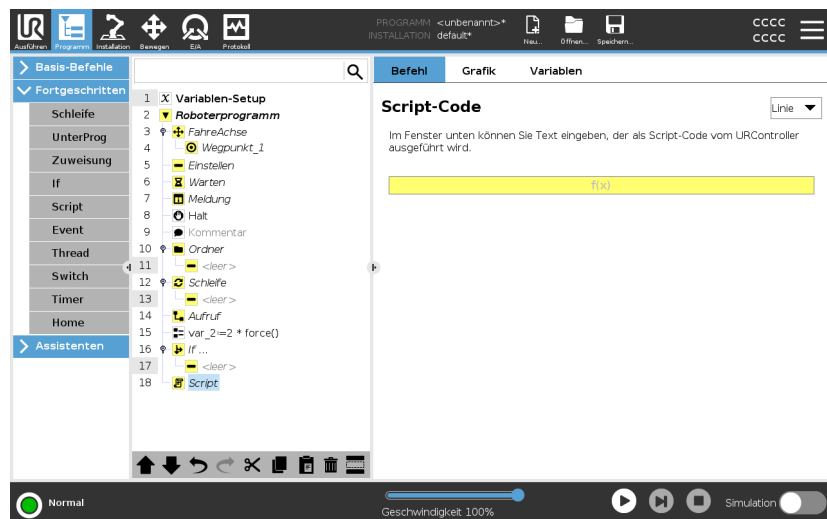 UR
PROGRAMM <unbenannt>*
INSTALLATION default*
Ausführen Programm Installation Bewegen E/A Protokoll
Neu... Öffnen... Speichern...
CCCC
CCCC
Basis-Befehle
Fortgeschritten
Schleife
UnterProg
Zuweisung
If
Script
Event
Thread
Switch
Timer
Home
Assistenten
1 X Variablen-Setup
2 Roboterprogramm
3 FahreAchse
4 Wegpunkt_1
5 Einstellen
6 Warten
7 Meldung
8 Halt
9 Kommentar
10 Ordner
11 <leer>
12 Schleife
13 <leer>
14 Aufruf
15 var_2:=2 * force()
16 If ...
17 <leer>
18 Script
Befehl Grafik Variablen
Script-Code
Linie
Im Fenster unten können Sie Text eingeben, der als Script-Code vom URController
ausgeführt wird.
f(x)
Normal
Geschwindigkeit 100%
Simulation